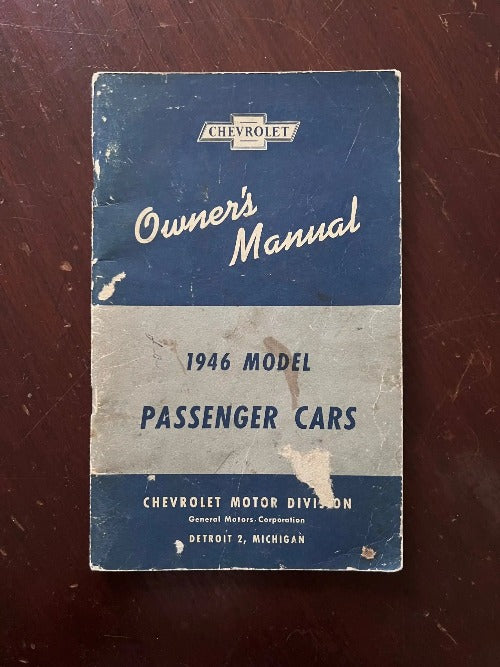 CHEVROLET
Owner's
Manual
1946 MODEL
PASSENGER CARS
CHEVROLET MOTOR DIVISION
General Motors Corporation
DETROIT 2, MICHIGAN